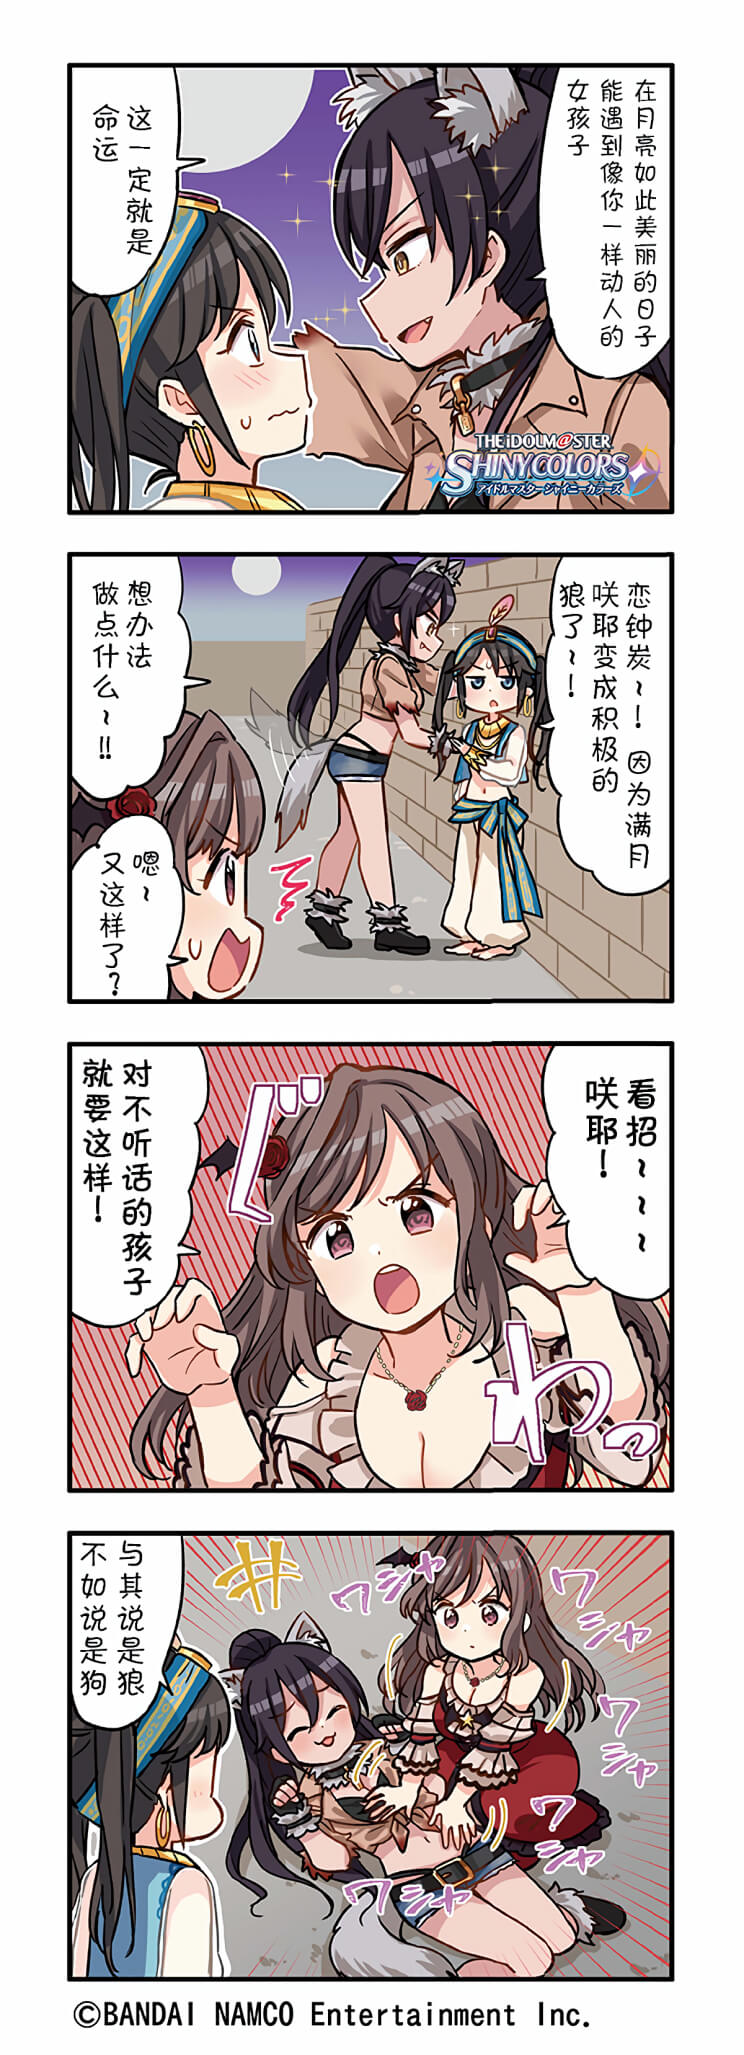 在月亮如此美丽的日子
能遇到像你一样动人的
女孩子
这一定就是
命运
THE iDOLM@STER
SHINY COLORS
アイドルマスターシャイニーカラーズ
恋钟炭~！因为满月
咲耶变成积极的
狼了~！
想办法
做点什么~!!
嗯~
又这样了？
看招~~~
咲耶！
对不听话的孩子
就要这样！
じ
わっ
与其说是狼
不如说是狗
ワシャ
ワシャ
ワシャ
ワシャ
ワシャ
©BANDAI NAMCO Entertainment Inc.